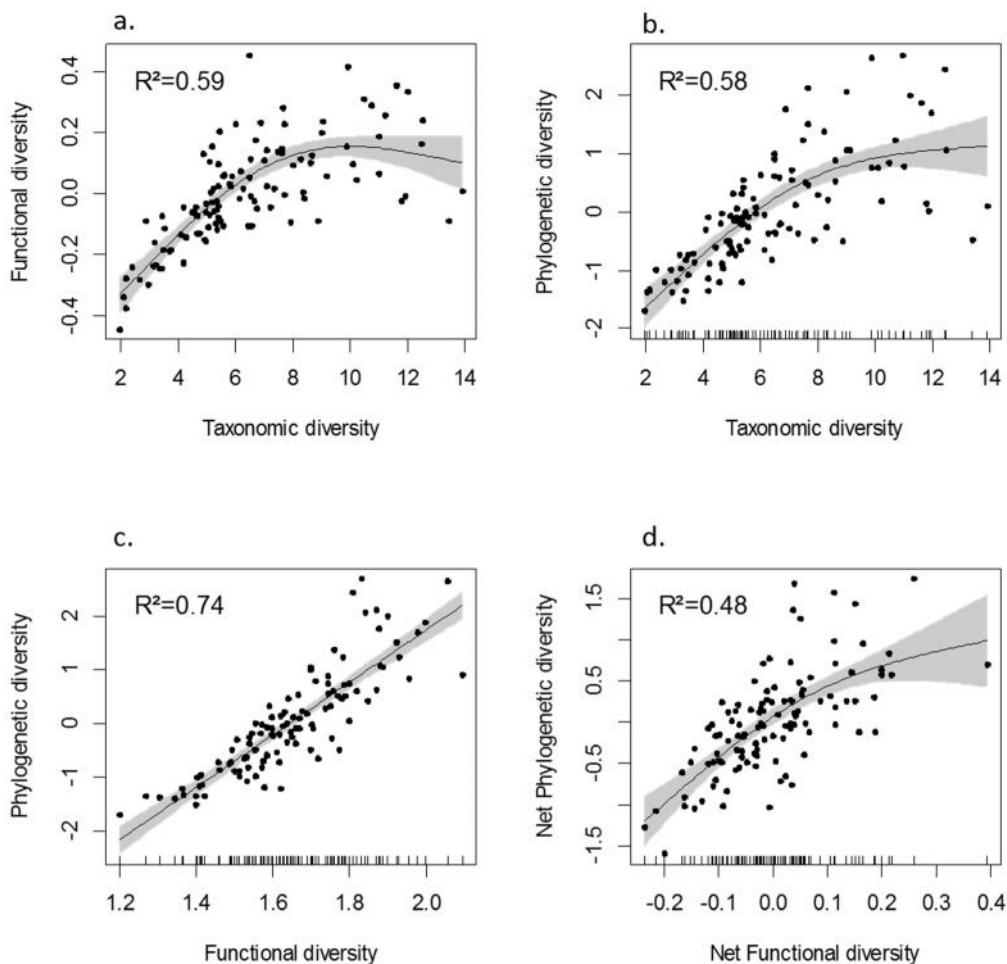 a.
R²=0.59
Functional diversity
0.4
0.2
0.0
-0.2
-0.4
2 4 6 8 10 12 14
Taxonomic diversity
b.
R²=0.58
Phylogenetic diversity
2
1
0
-1
-2
2 4 6 8 10 12 14
Taxonomic diversity
c.
R²=0.74
Phylogenetic diversity
2
1
0
-1
-2
1.2 1.4 1.6 1.8 2.0
Functional diversity
d.
R²=0.48
Net Phylogenetic diversity
1.5
0.5
-0.5
-1.5
-0.2 -0.1 0.0 0.1 0.2 0.3 0.4
Net Functional diversity